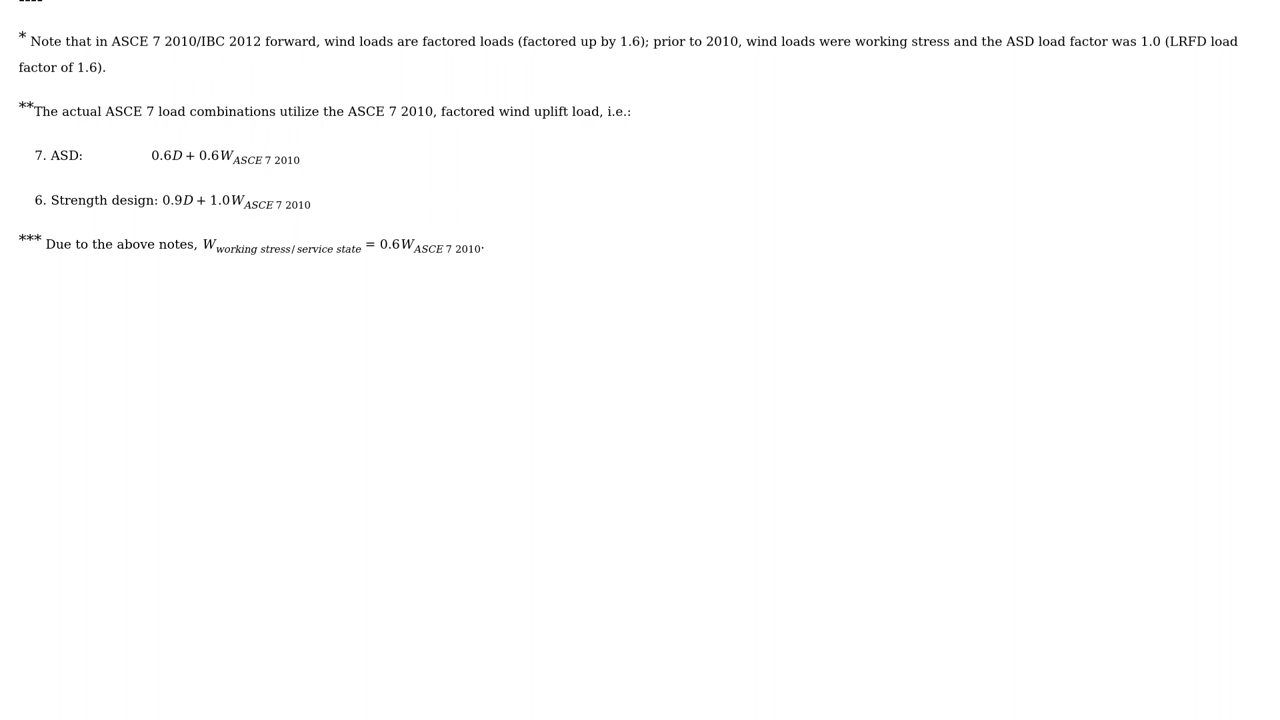 * Note that in ASCE 7 2010/IBC 2012 forward, wind loads are factored loads (factored up by 1.6); prior to 2010, wind loads were working stress and the ASD load factor was 1.0 (LRFD load
factor of 1.6).
**The actual ASCE 7 load combinations utilize the ASCE 7 2010, factored wind uplift load, i.e.:
7. ASD: 0.6D + 0.6W_ASCE 7 2010
6. Strength design: 0.9D + 1.0W_ASCE 7 2010
*** Due to the above notes, W_working stress/service state = 0.6W_ASCE 7 2010.